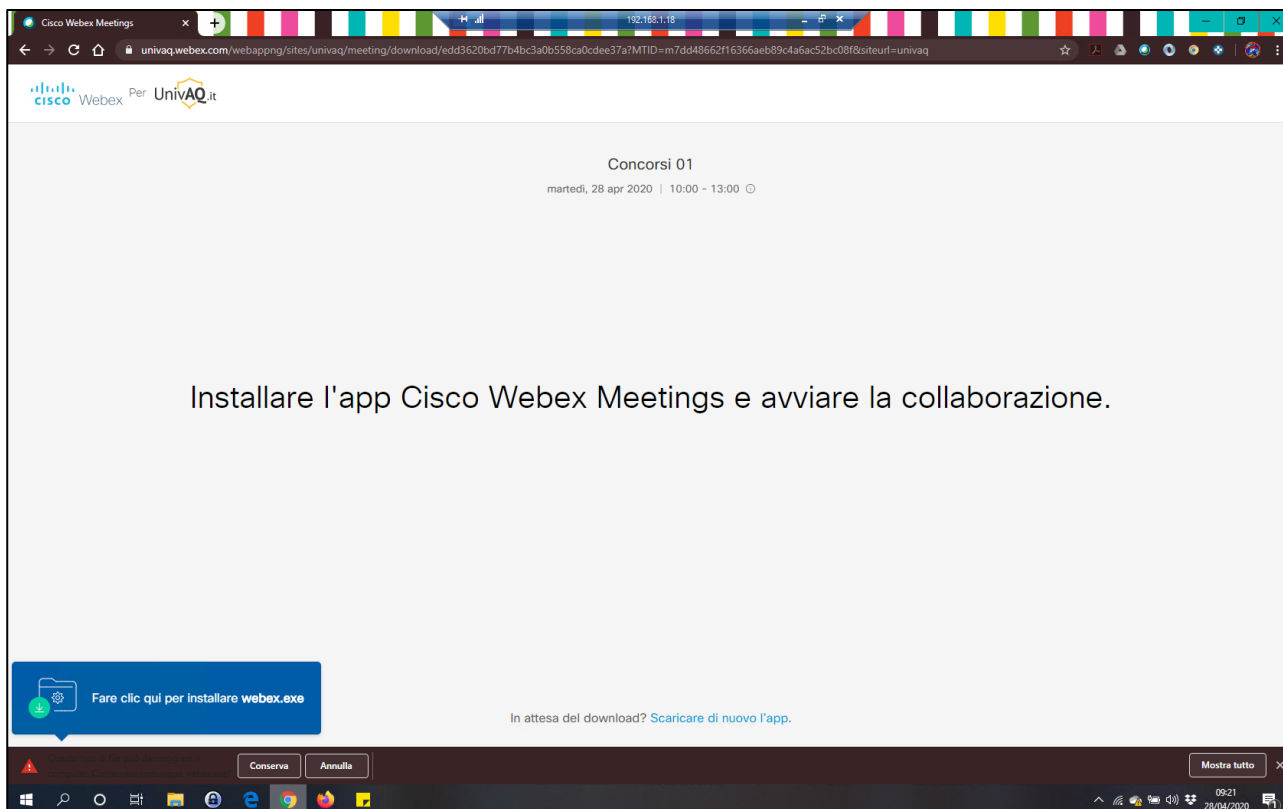 Cisco Webex Meetings
192.168.1.18
univaq.webex.com/webappng/sites/univaq/meeting/download/edd3620bd77b4bc3a0b558ca0cdee37a?MTID=m7dd48662f16366aeb89c4a6ac52bc08f&siteurl=univaq
cisco Webex Per UnivAQ.it
Concorsi 01
martedì, 28 apr 2020 | 10:00 - 13:00
Installare l'app Cisco Webex Meetings e avviare la collaborazione.
Fare clic qui per installare webex.exe
In attesa del download? Scaricare di nuovo l'app.
Conserva Annulla Mostra tutto
09:21
28/04/2020